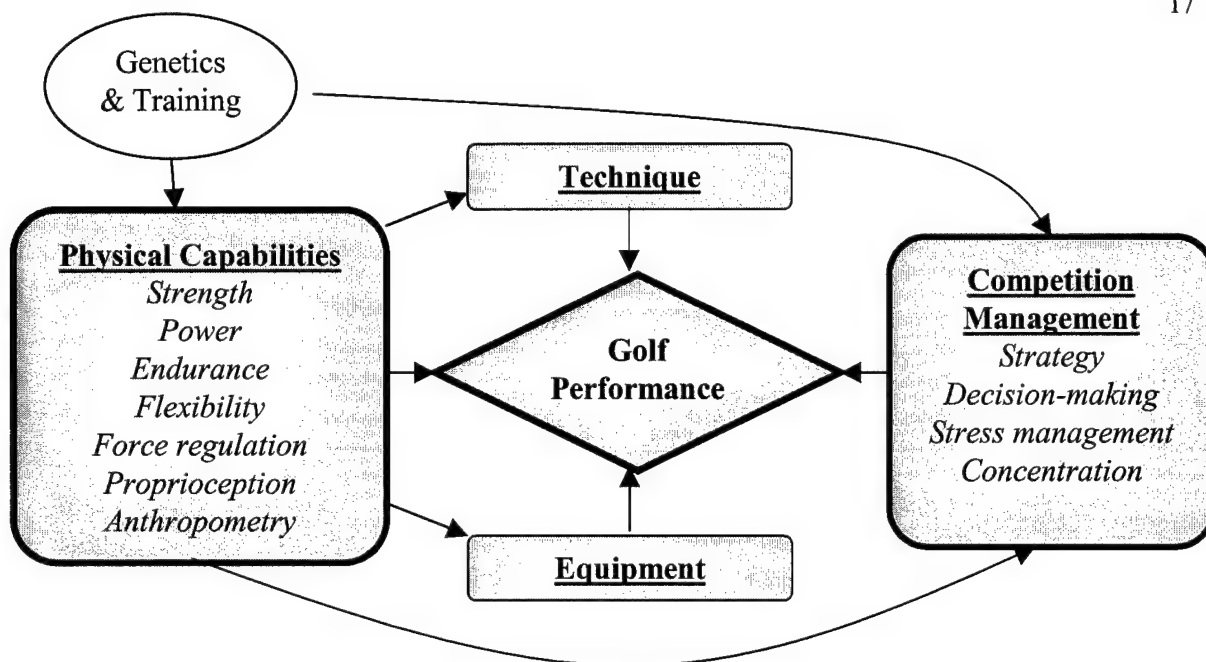 17
Genetics
& Training
Technique
Physical Capabilities
Strength
Power
Endurance
Flexibility
Force regulation
Proprioception
Anthropometry
Golf
Performance
Competition
Management
Strategy
Decision-making
Stress management
Concentration
Equipment